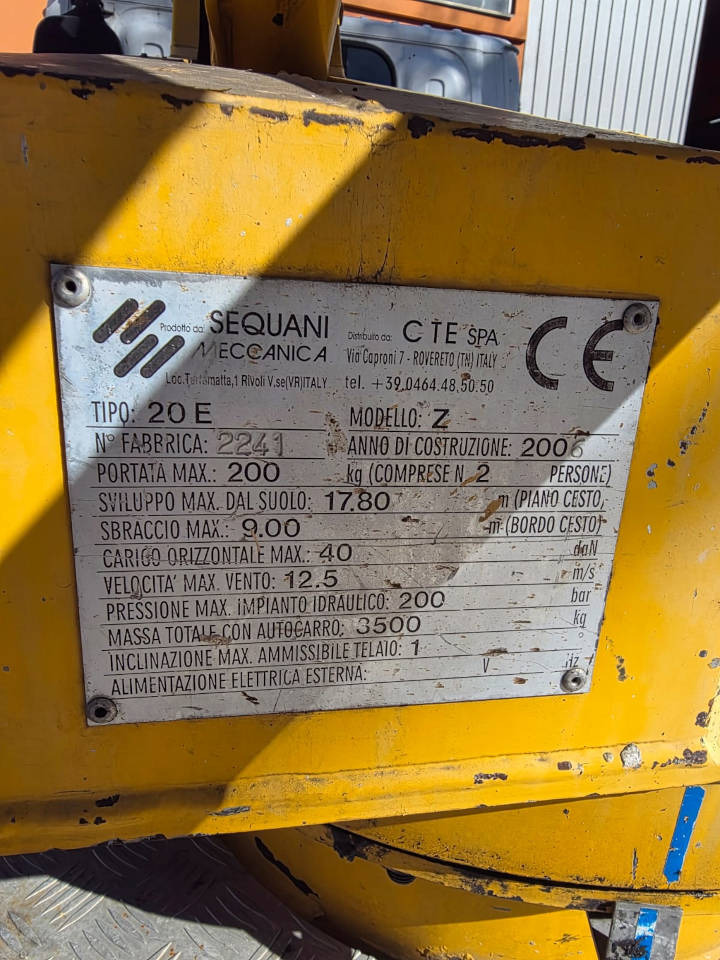 Prodotto da: SEQUANI MECCANICA
Loc. Terramatta,1 Rivoli V.se(VR)ITALY
Distribuito da: CTE SPA
Via Caproni 7 - ROVERETO (TN) ITALY
tel. +39.0464.48.50.50
CE
TIPO: 20 E MODELLO: Z
N° FABBRICA: 2241 ANNO DI COSTRUZIONE: 2006
PORTATA MAX.: 200 kg (COMPRESE N. 2 PERSONE)
SVILUPPO MAX. DAL SUOLO: 17.80 m (PIANO CESTO)
SBRACCIO MAX.: 9.00 m (BORDO CESTO)
CARICO ORIZZONTALE MAX.: 40 daN
VELOCITA' MAX. VENTO: 12.5 m/s
PRESSIONE MAX. IMPIANTO IDRAULICO: 200 bar
MASSA TOTALE CON AUTOCARRO: 3500 kg
INCLINAZIONE MAX. AMMISSIBILE TELAIO: 1 °
ALIMENTAZIONE ELETTRICA ESTERNA: V Hz